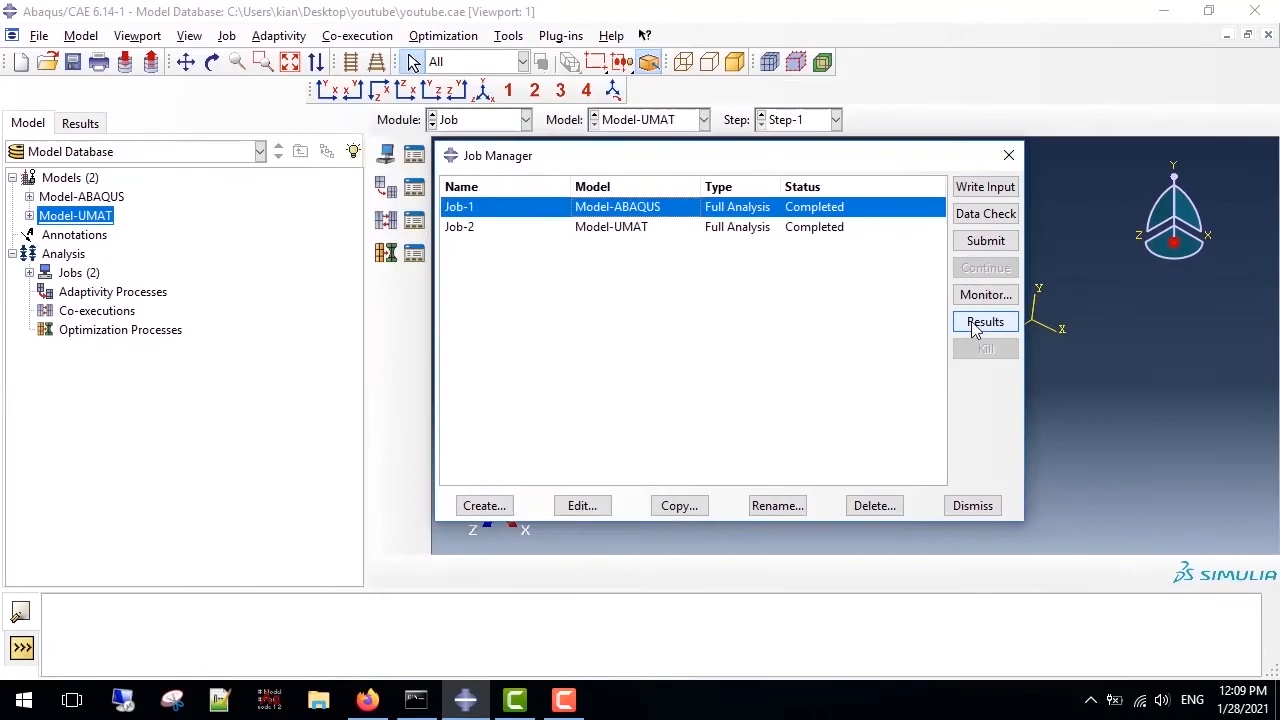 Abaqus/CAE 6.14-1 - Model Database: C:\Users\kian\Desktop\youtube\youtube.cae [Viewport: 1]
File Model Viewport View Job Adaptivity Co-execution Optimization Tools Plug-ins Help
All
1 2 3 4
Model Results
Module: Job Model: Model-UMAT Step: Step-1
Model Database
Models (2)
Model-ABAQUS
Model-UMAT
Annotations
Analysis
Jobs (2)
Adaptivity Processes
Co-executions
Optimization Processes
Job Manager
Name Model Type Status
Job-1 Model-ABAQUS Full Analysis Completed
Job-2 Model-UMAT Full Analysis Completed
Write Input
Data Check
Submit
Continue
Monitor...
Results
Kill
Create... Edit... Copy... Rename... Delete... Dismiss
Y
Z X
Y
X
Z X
SIMULIA
ENG
12:09 PM
1/28/2021